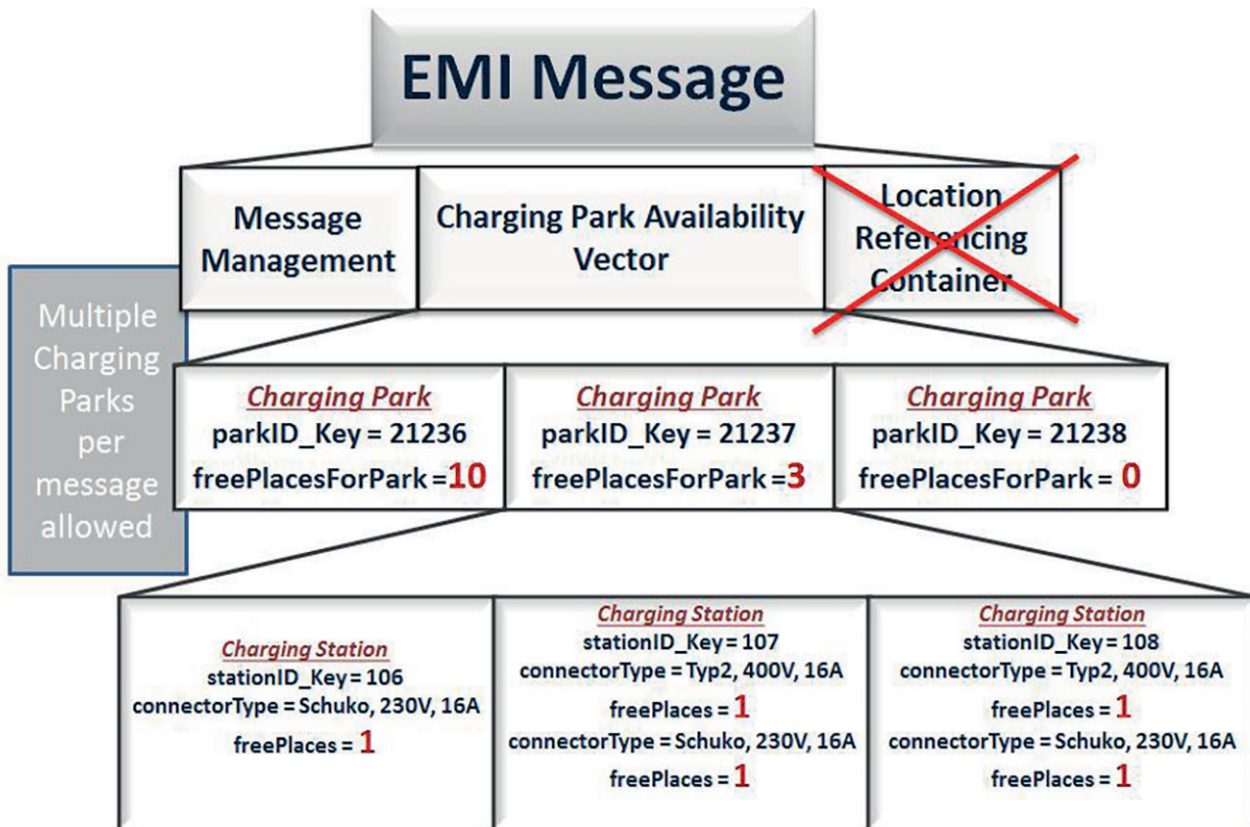 EMI Message
Message
Management
Charging Park Availability
Vector
Location
Referencing
Container
Multiple
Charging
Parks
per
message
allowed
Charging Park
parkID_Key = 21236
freePlacesForPark =10
Charging Park
parkID_Key = 21237
freePlacesForPark =3
Charging Park
parkID_Key = 21238
freePlacesForPark = 0
Charging Station
stationID_Key = 106
connectorType = Schuko, 230V, 16A
freePlaces = 1
Charging Station
stationID_Key = 107
connectorType = Typ2, 400V, 16A
freePlaces = 1
connectorType = Schuko, 230V, 16A
freePlaces = 1
Charging Station
stationID_Key = 108
connectorType = Typ2, 400V, 16A
freePlaces = 1
connectorType = Schuko, 230V, 16A
freePlaces = 1